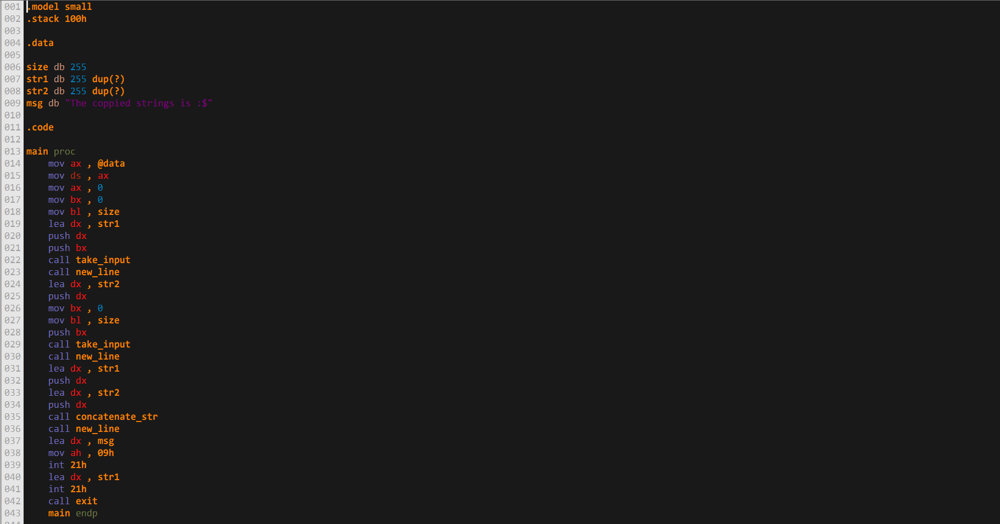 001 .model small
002 .stack 100h
003
004 .data
005
006 size db 255
007 str1 db 255 dup(?)
008 str2 db 255 dup(?)
009 msg db "The coppied strings is :$"
010
011 .code
012
013 main proc
014     mov ax , @data
015     mov ds , ax
016     mov ax , 0
017     mov bx , 0
018     mov bl , size
019     lea dx , str1
020     push dx
021     push bx
022     call take_input
023     call new_line
024     lea dx , str2
025     push dx
026     mov bx , 0
027     mov bl , size
028     push bx
029     call take_input
030     call new_line
031     lea dx , str1
032     push dx
033     lea dx , str2
034     push dx
035     call concatenate_str
036     call new_line
037     lea dx , msg
038     mov ah , 09h
039     int 21h
040     lea dx , str1
041     int 21h
042     call exit
043     main endp